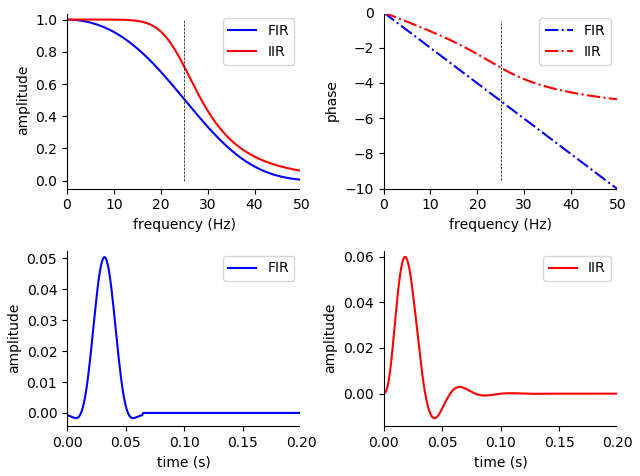 1.0
0.8
0.6
0.4
0.2
0.0
amplitude
FIR
IIR
0 10 20 30 40 50
frequency (Hz)
0
−2
−4
−6
−8
−10
phase
FIR
IIR
0 10 20 30 40 50
frequency (Hz)
0.05
0.04
0.03
0.02
0.01
0.00
amplitude
FIR
0.00 0.05 0.10 0.15 0.20
time (s)
0.06
0.04
0.02
0.00
amplitude
IIR
0.00 0.05 0.10 0.15 0.20
time (s)